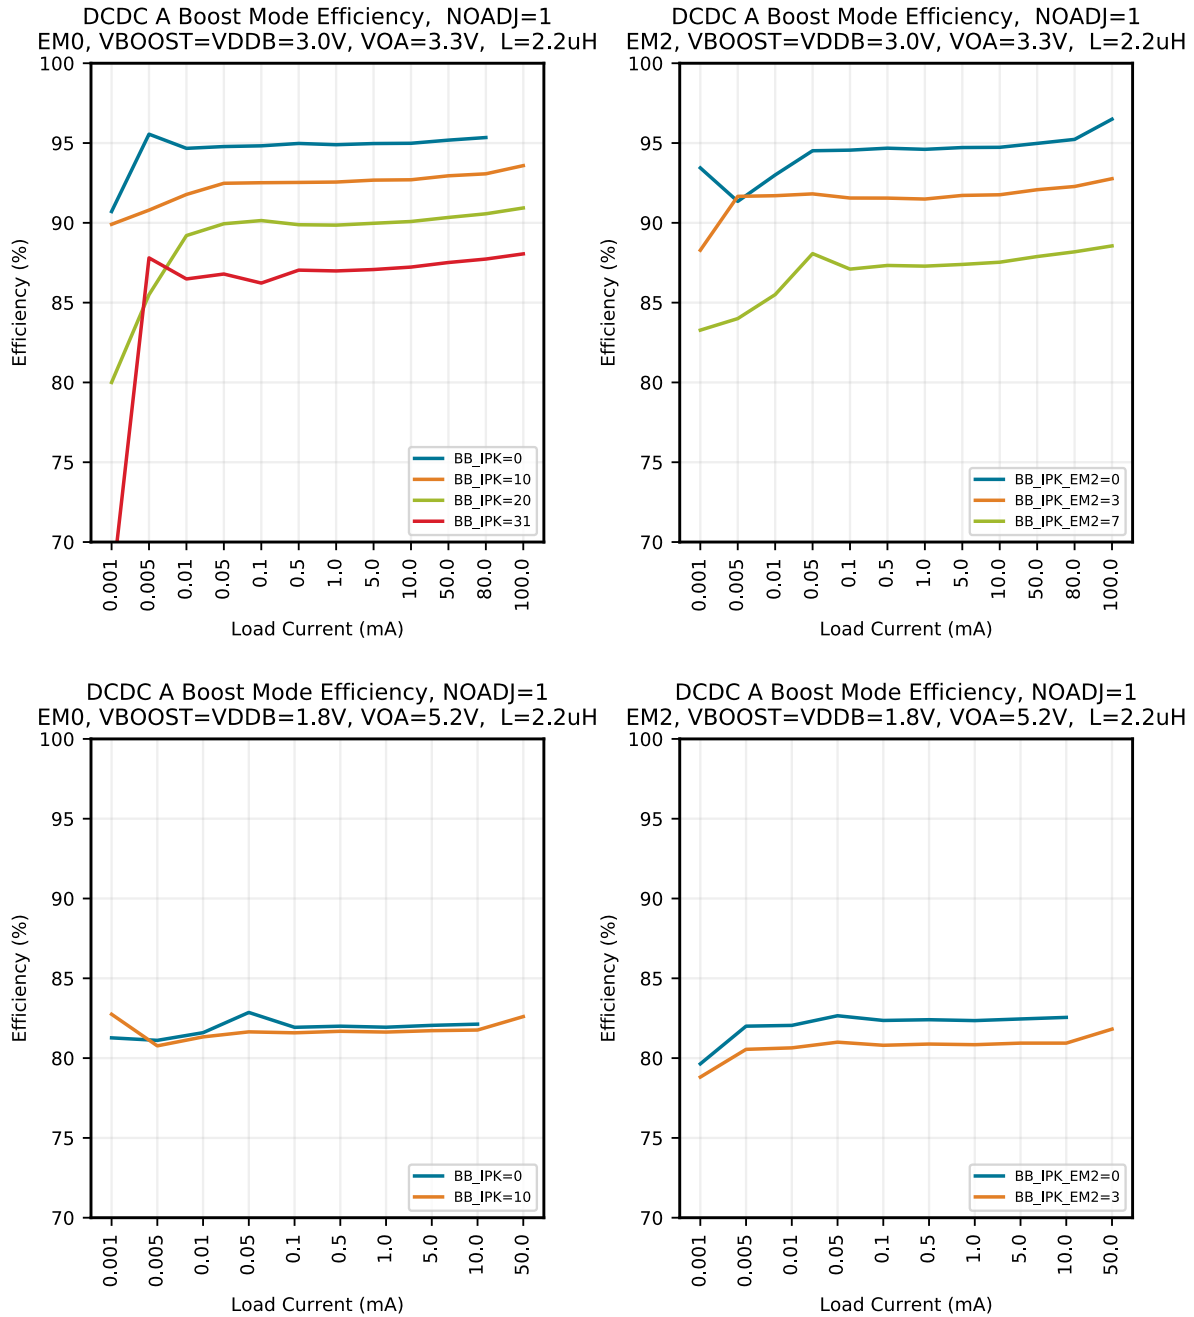 DCDC A Boost Mode Efficiency,  NOADJ=1
EM0, VBOOST=VDDB=3.0V, VOA=3.3V,  L=2.2uH
100
95
90
85
80
75
70
Efficiency (%)
BB_IPK=0
BB_IPK=10
BB_IPK=20
BB_IPK=31
0.001
0.005
0.01
0.05
0.1
0.5
1.0
5.0
10.0
50.0
80.0
100.0
Load Current (mA)
DCDC A Boost Mode Efficiency,  NOADJ=1
EM2, VBOOST=VDDB=3.0V, VOA=3.3V,  L=2.2uH
100
95
90
85
80
75
70
Efficiency (%)
BB_IPK_EM2=0
BB_IPK_EM2=3
BB_IPK_EM2=7
0.001
0.005
0.01
0.05
0.1
0.5
1.0
5.0
10.0
50.0
80.0
100.0
Load Current (mA)
DCDC A Boost Mode Efficiency, NOADJ=1
EM0, VBOOST=VDDB=1.8V, VOA=5.2V,  L=2.2uH
100
95
90
85
80
75
70
Efficiency (%)
BB_IPK=0
BB_IPK=10
0.001
0.005
0.01
0.05
0.1
0.5
1.0
5.0
10.0
50.0
Load Current (mA)
DCDC A Boost Mode Efficiency, NOADJ=1
EM2, VBOOST=VDDB=1.8V, VOA=5.2V,  L=2.2uH
100
95
90
85
80
75
70
Efficiency (%)
BB_IPK_EM2=0
BB_IPK_EM2=3
0.001
0.005
0.01
0.05
0.1
0.5
1.0
5.0
10.0
50.0
Load Current (mA)